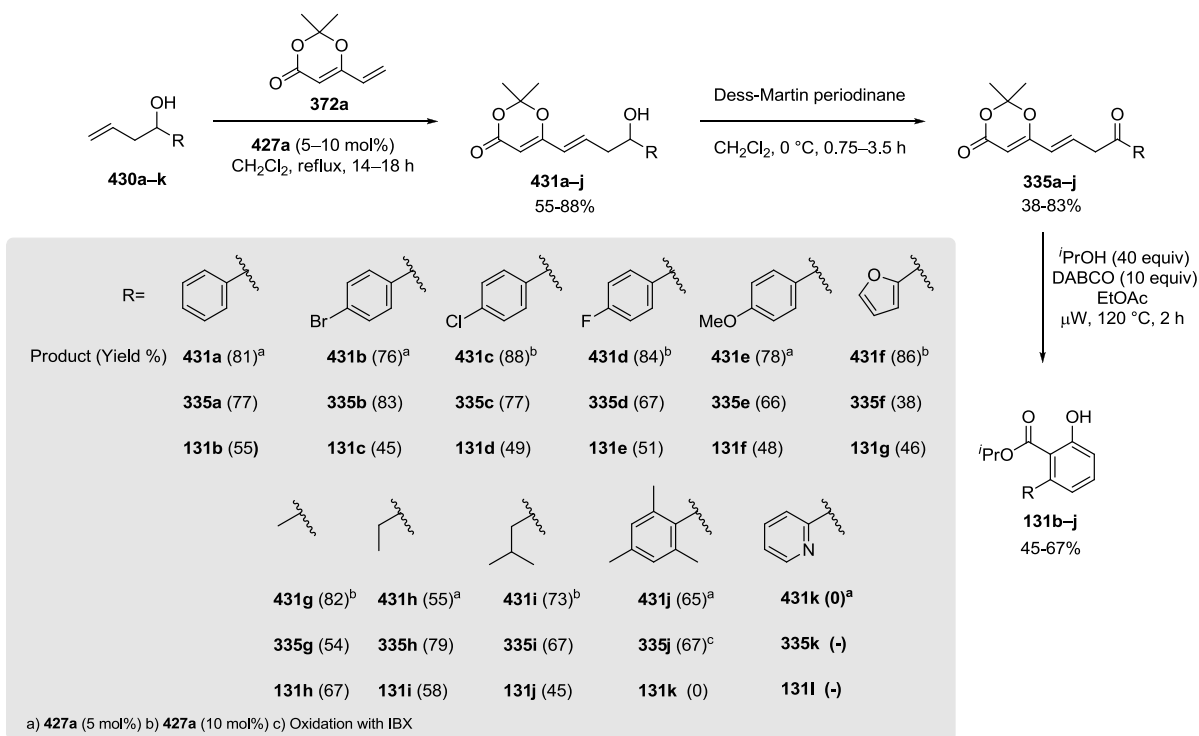 O O
O
372a
OH
R
430a–k
427a (5–10 mol%)
CH₂Cl₂, reflux, 14–18 h
O O OH
O R
431a–j
55-88%
Dess-Martin periodinane
CH₂Cl₂, 0 °C, 0.75–3.5 h
O O O
O R
335a–j
38-83%
ⁱPrOH (40 equiv)
DABCO (10 equiv)
EtOAc
μW, 120 °C, 2 h
O OH
ⁱPrO
R
131b–j
45-67%
R= Br Cl F MeO O
Product (Yield %) 431a (81)ᵃ 431b (76)ᵃ 431c (88)ᵇ 431d (84)ᵇ 431e (78)ᵃ 431f (86)ᵇ
335a (77) 335b (83) 335c (77) 335d (67) 335e (66) 335f (38)
131b (55) 131c (45) 131d (49) 131e (51) 131f (48) 131g (46)
N
431g (82)ᵇ 431h (55)ᵃ 431i (73)ᵇ 431j (65)ᵃ 431k (0)ᵃ
335g (54) 335h (79) 335i (67) 335j (67)ᶜ 335k (-)
131h (67) 131i (58) 131j (45) 131k (0) 131l (-)
a) 427a (5 mol%) b) 427a (10 mol%) c) Oxidation with IBX